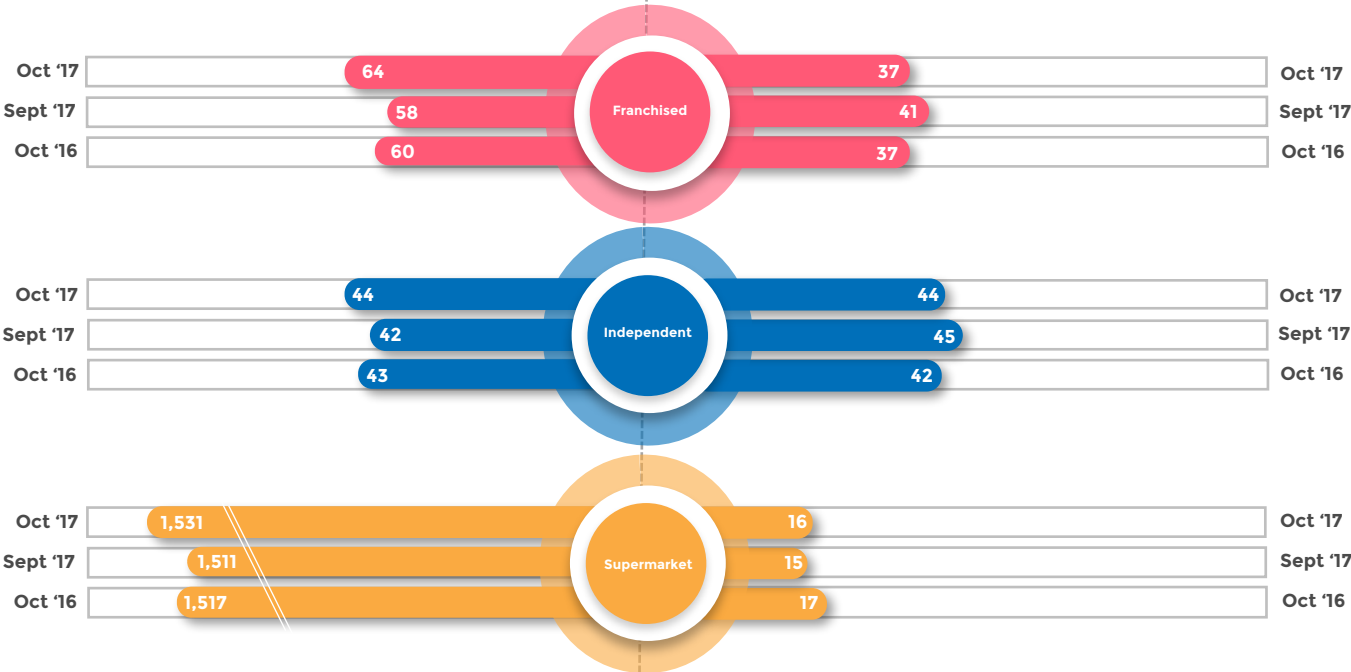 Oct ‘17 64 37 Oct ‘17
Sept ‘17 58 Franchised 41 Sept ‘17
Oct ‘16 60 37 Oct ‘16
Oct ‘17 44 44 Oct ‘17
Sept ‘17 42 Independent 45 Sept ‘17
Oct ‘16 43 42 Oct ‘16
Oct ‘17 1,531 16 Oct ‘17
Sept ‘17 1,511 Supermarket 15 Sept ‘17
Oct ‘16 1,517 17 Oct ‘16